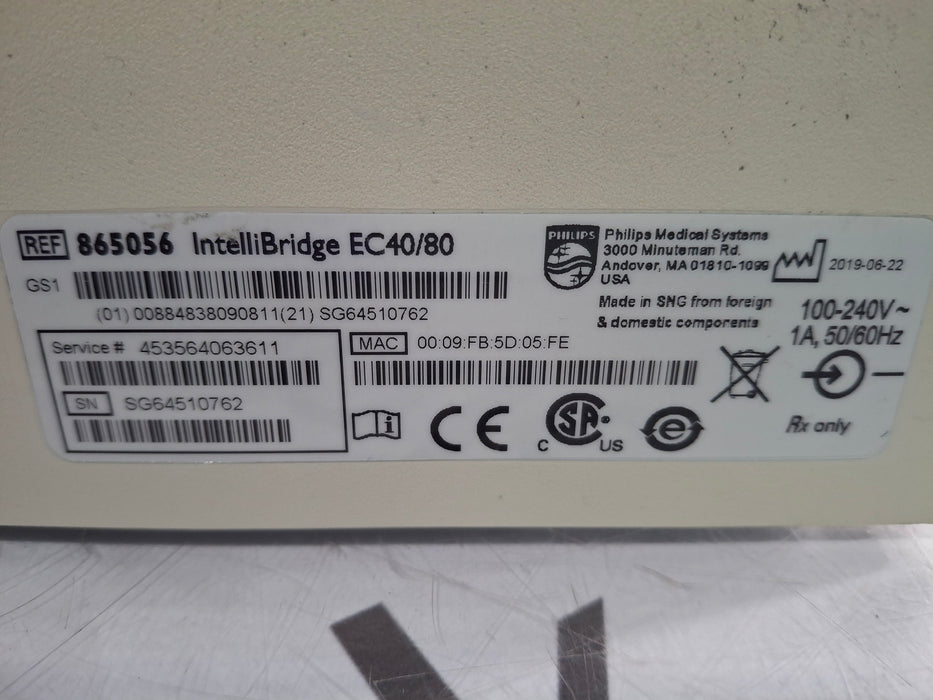 REF 865056 IntelliBridge EC40/80
GS1
(01) 00884838090811(21) SG64510762
Service # 453564063611
SN SG64510762
MAC 00:09:FB:5D:05:FE
PHILIPS
Philips Medical Systems
3000 Minuteman Rd.
Andover, MA 01810-1099
USA
2019-06-22
Made in SNG from foreign
& domestic components
100-240V~
1A, 50/60Hz
i
CE
C SA US
e
Rx only